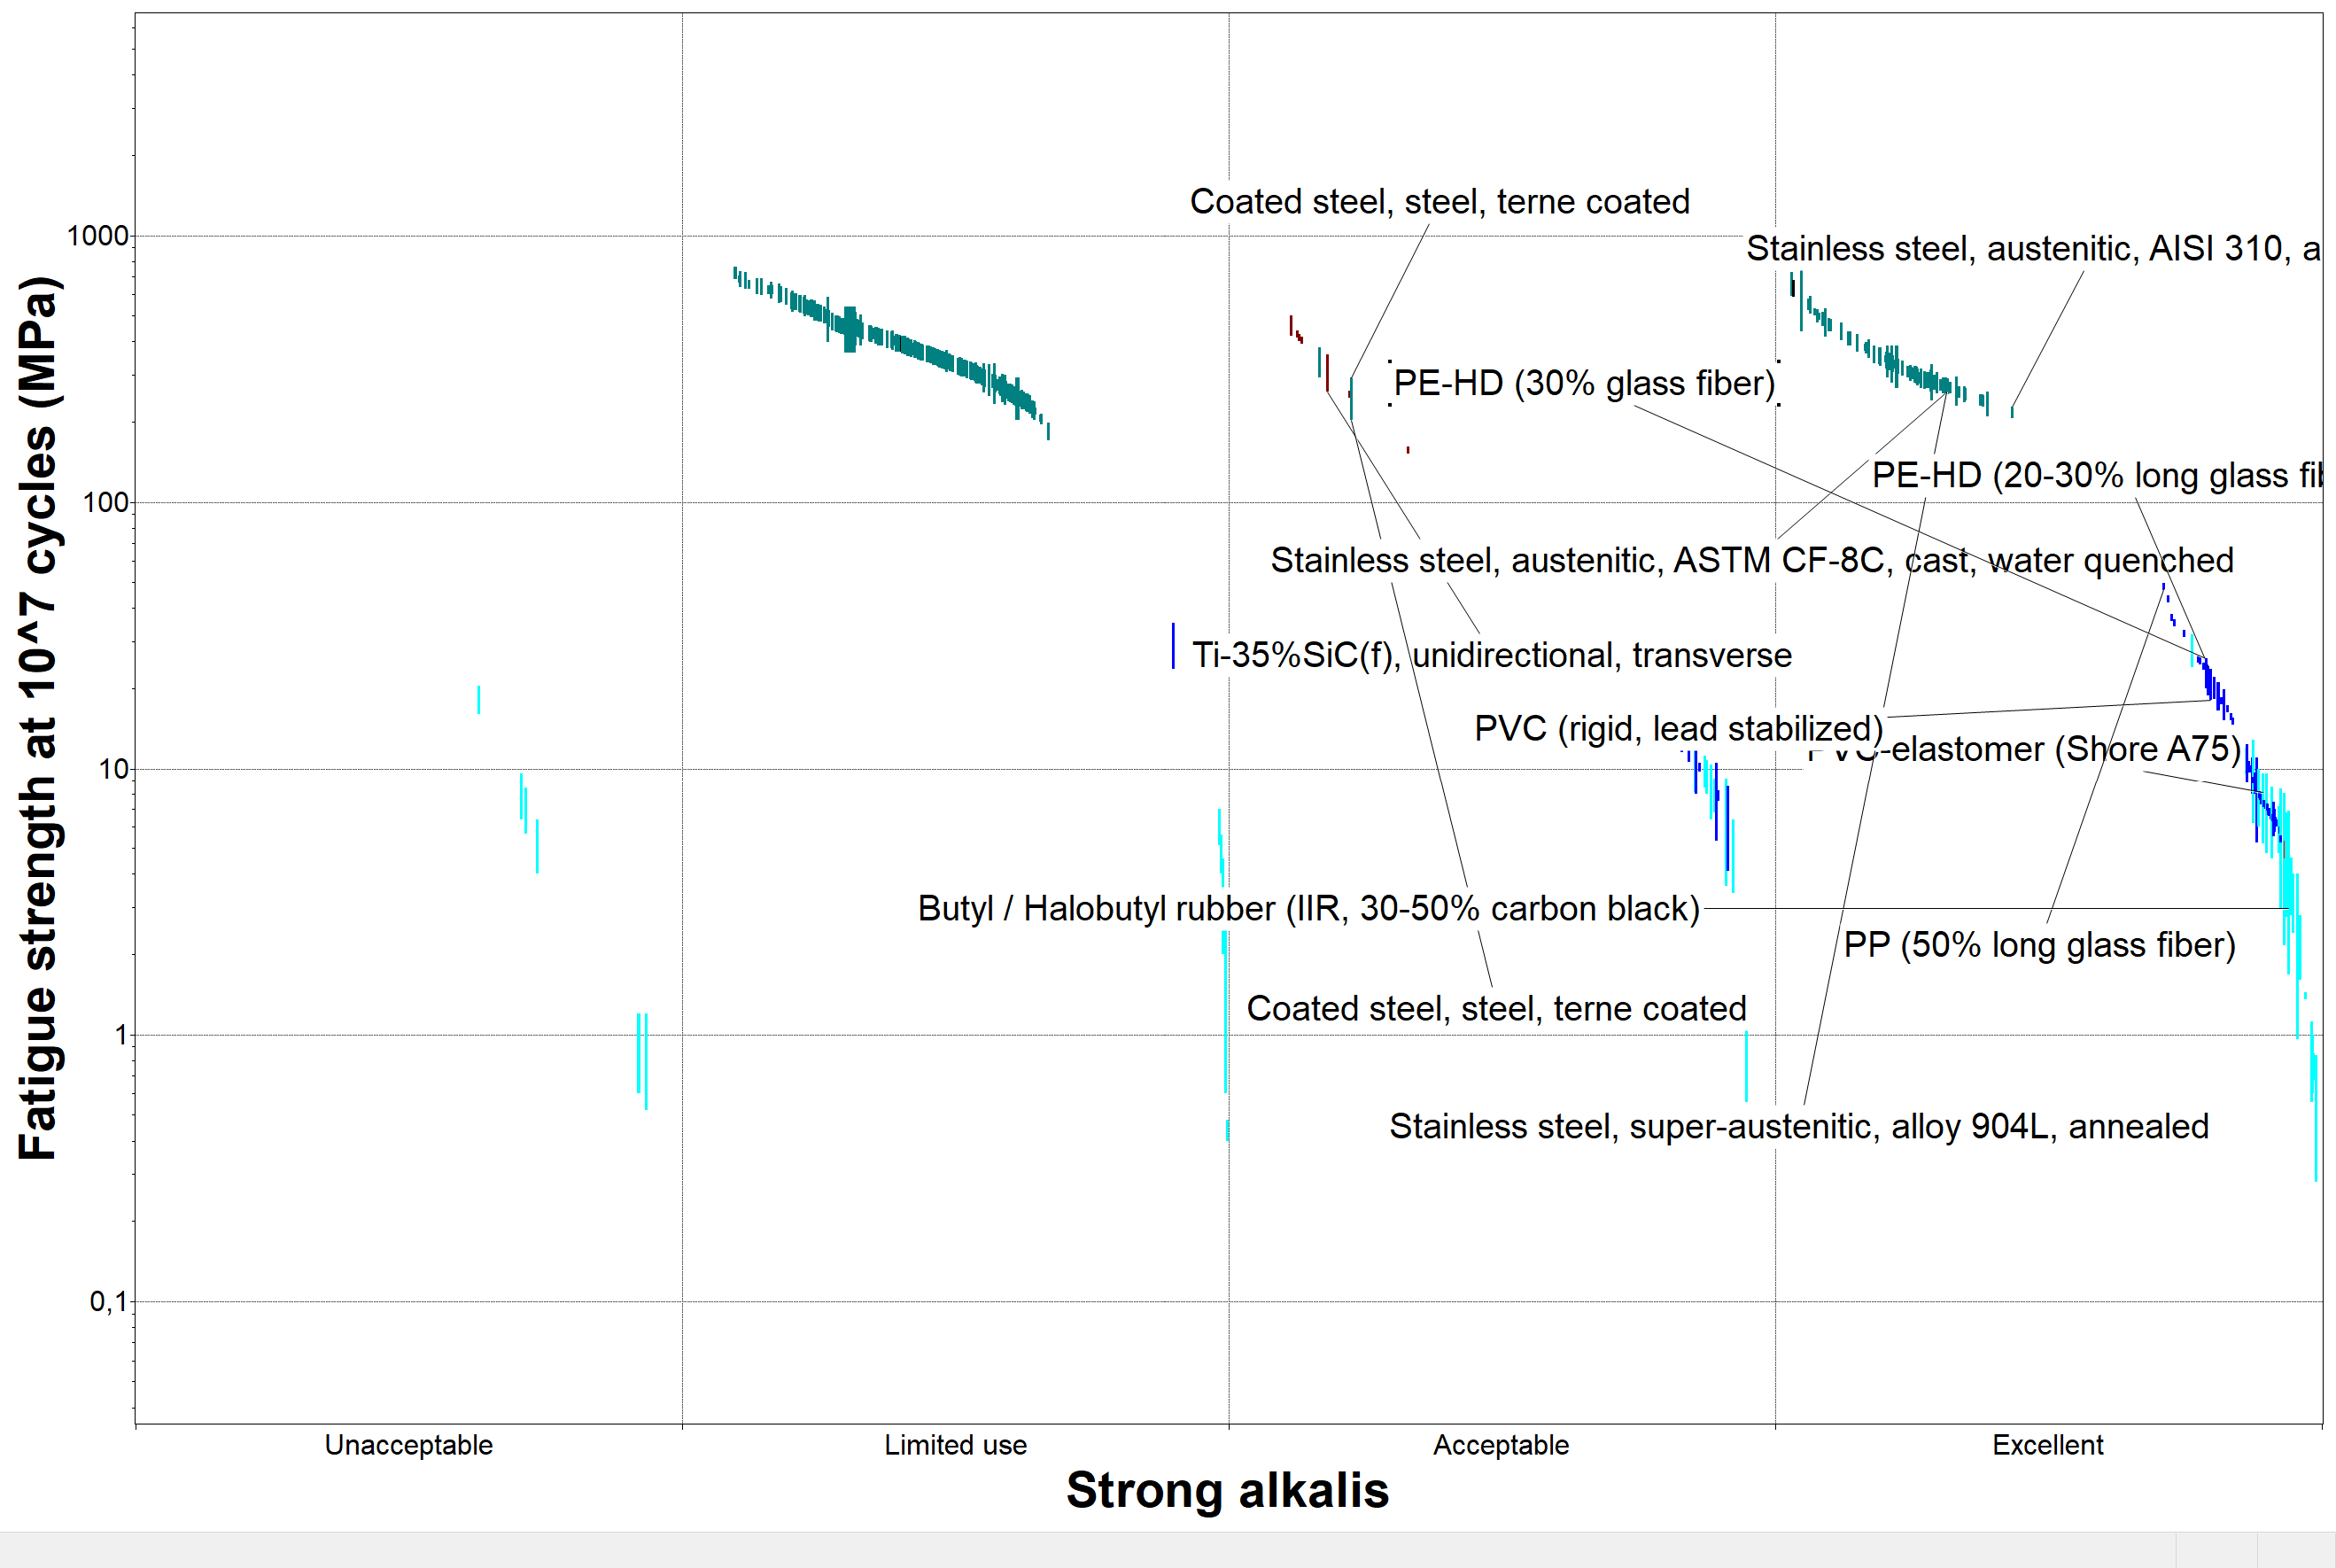 Coated steel, steel, terne coated
1000
Stainless steel, austenitic, AISI 310, a
PE-HD (30% glass fiber)
PE-HD (20-30% long glass fib
100
Stainless steel, austenitic, ASTM CF-8C, cast, water quenched
Ti-35%SiC(f), unidirectional, transverse
PVC (rigid, lead stabilized)
PVC-elastomer (Shore A75)
10
Butyl / Halobutyl rubber (IIR, 30-50% carbon black)
PP (50% long glass fiber)
Coated steel, steel, terne coated
1
Stainless steel, super-austenitic, alloy 904L, annealed
0,1
Fatigue strength at 10^7 cycles (MPa)
Unacceptable
Limited use
Acceptable
Excellent
Strong alkalis